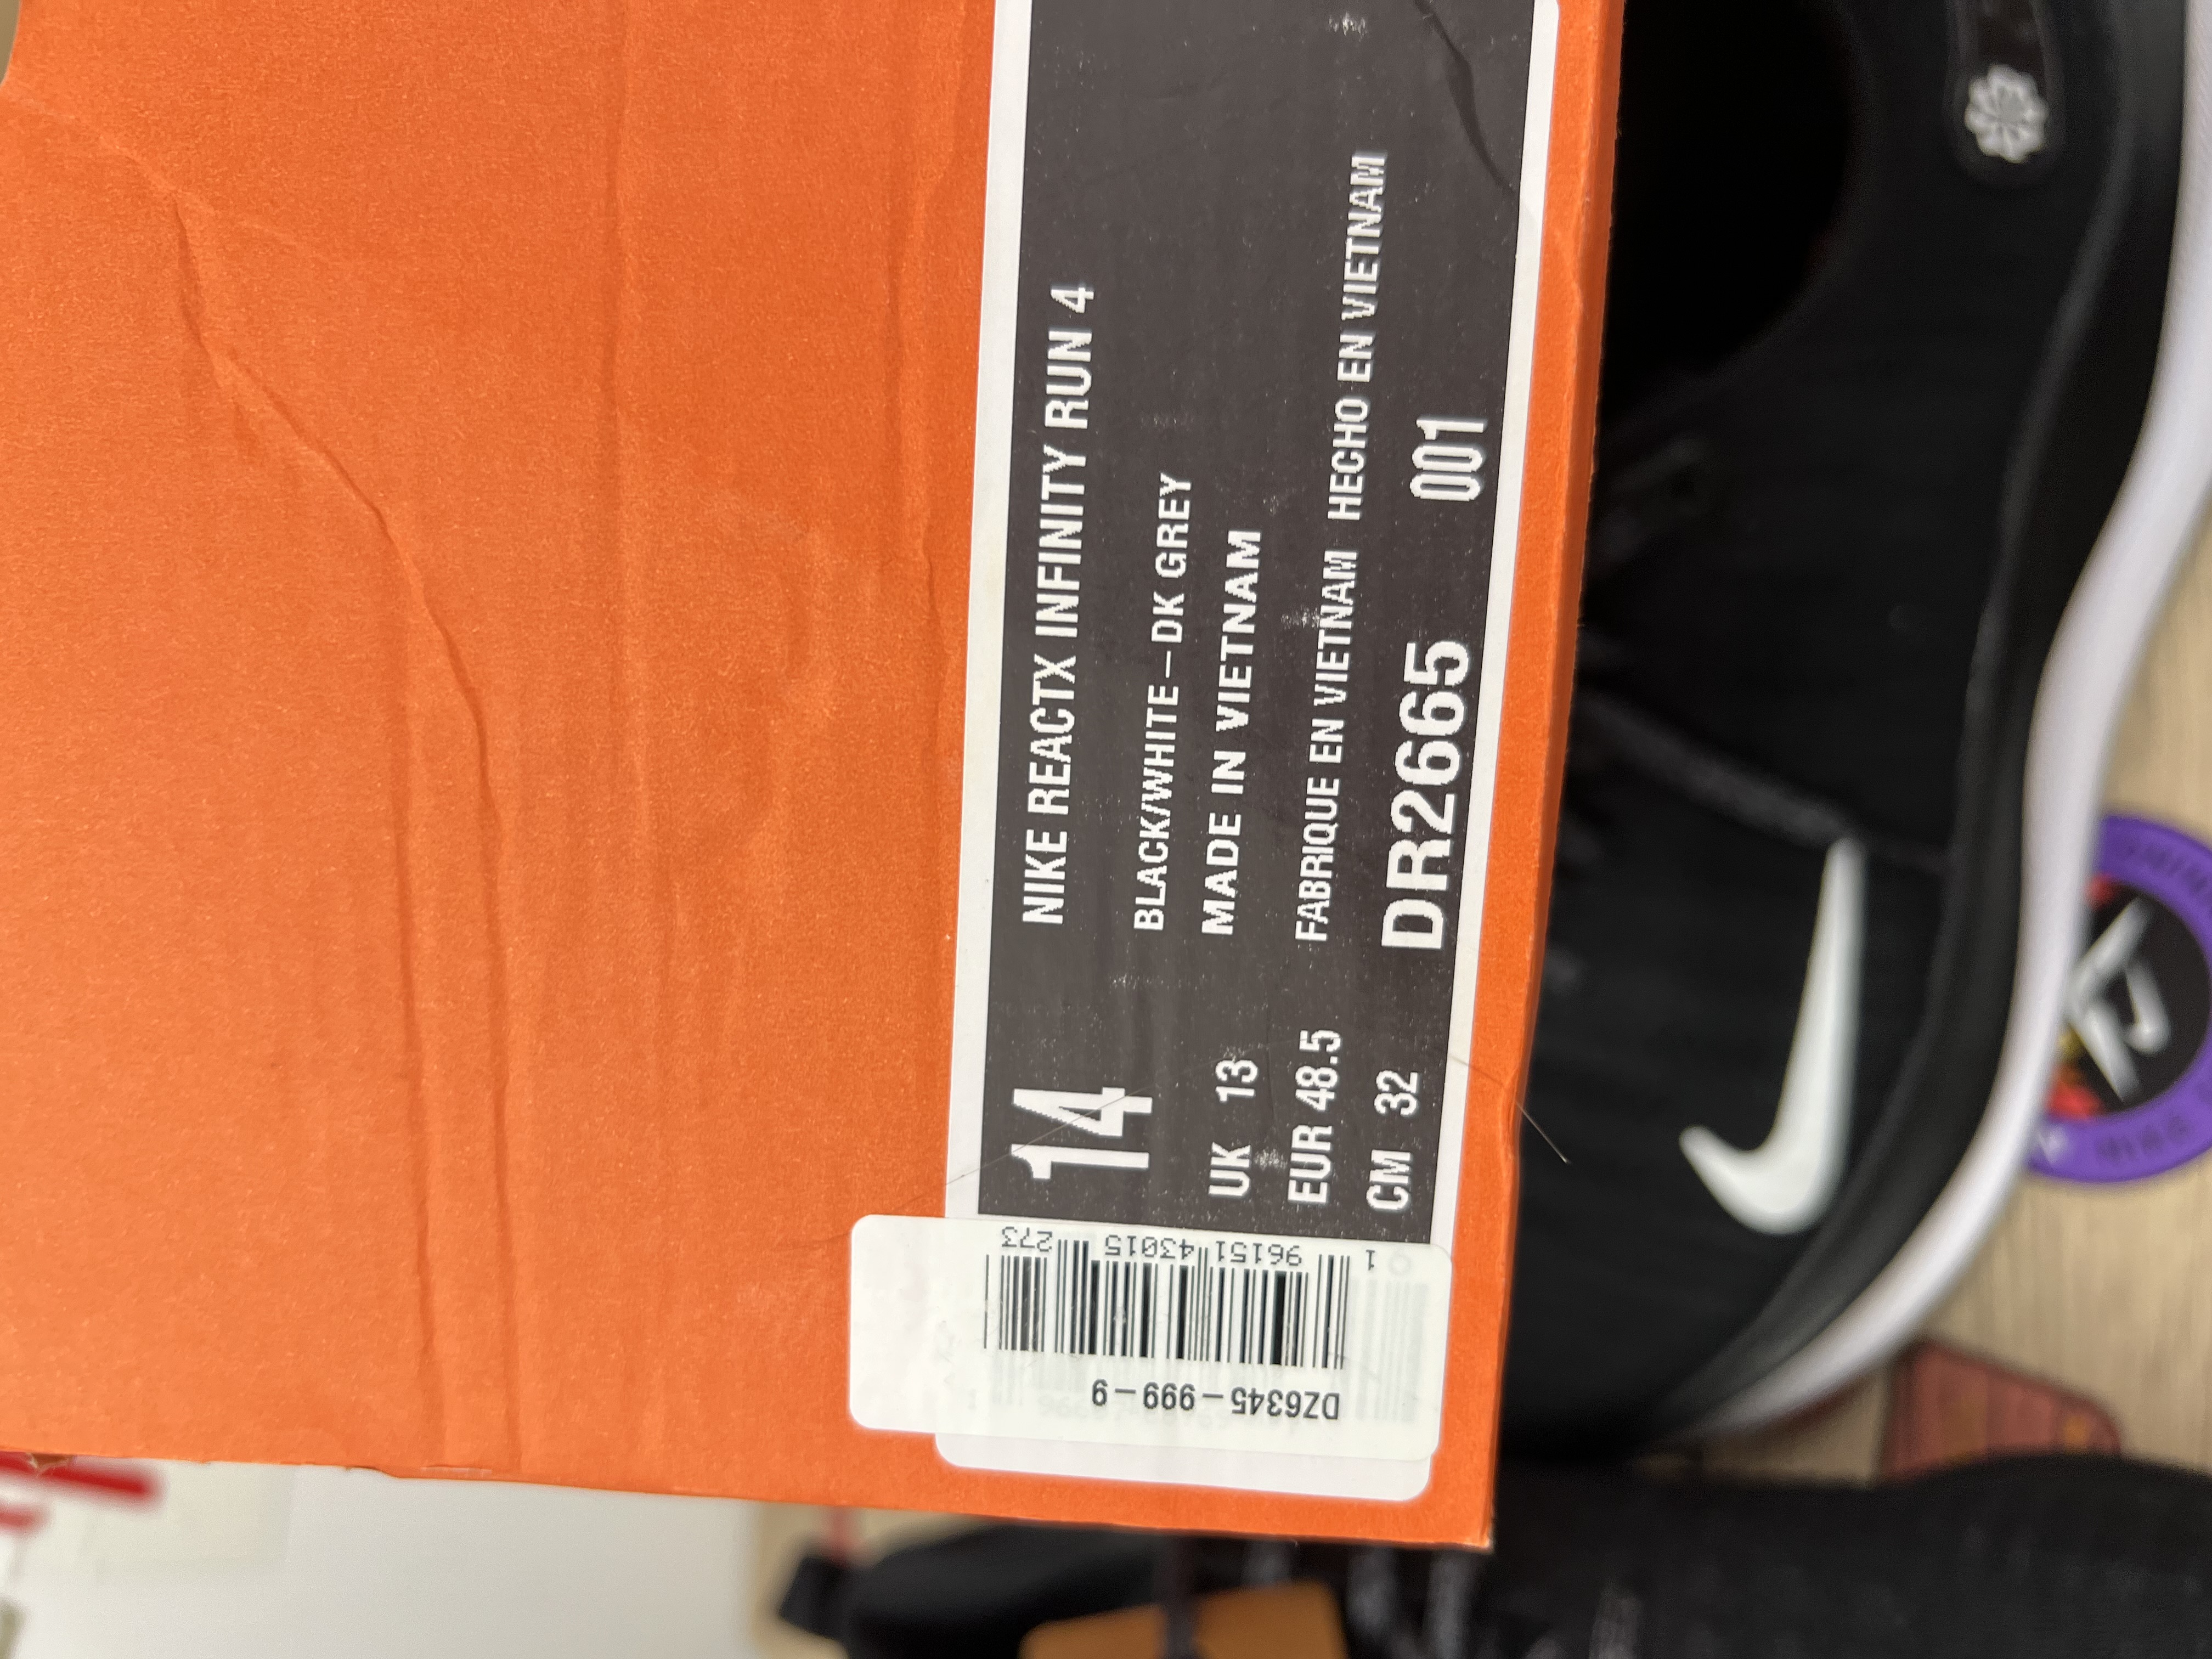 14
NIKE REACTX INFINITY RUN 4
BLACK/WHITE–DK GREY
UK 13
MADE IN VIETNAM
EUR 48.5
FABRIQUE EN VIETNAM HECHO EN VIETNAM
CM 32
DR2665 001
DZ6345–999–9
1 96151 43015 273